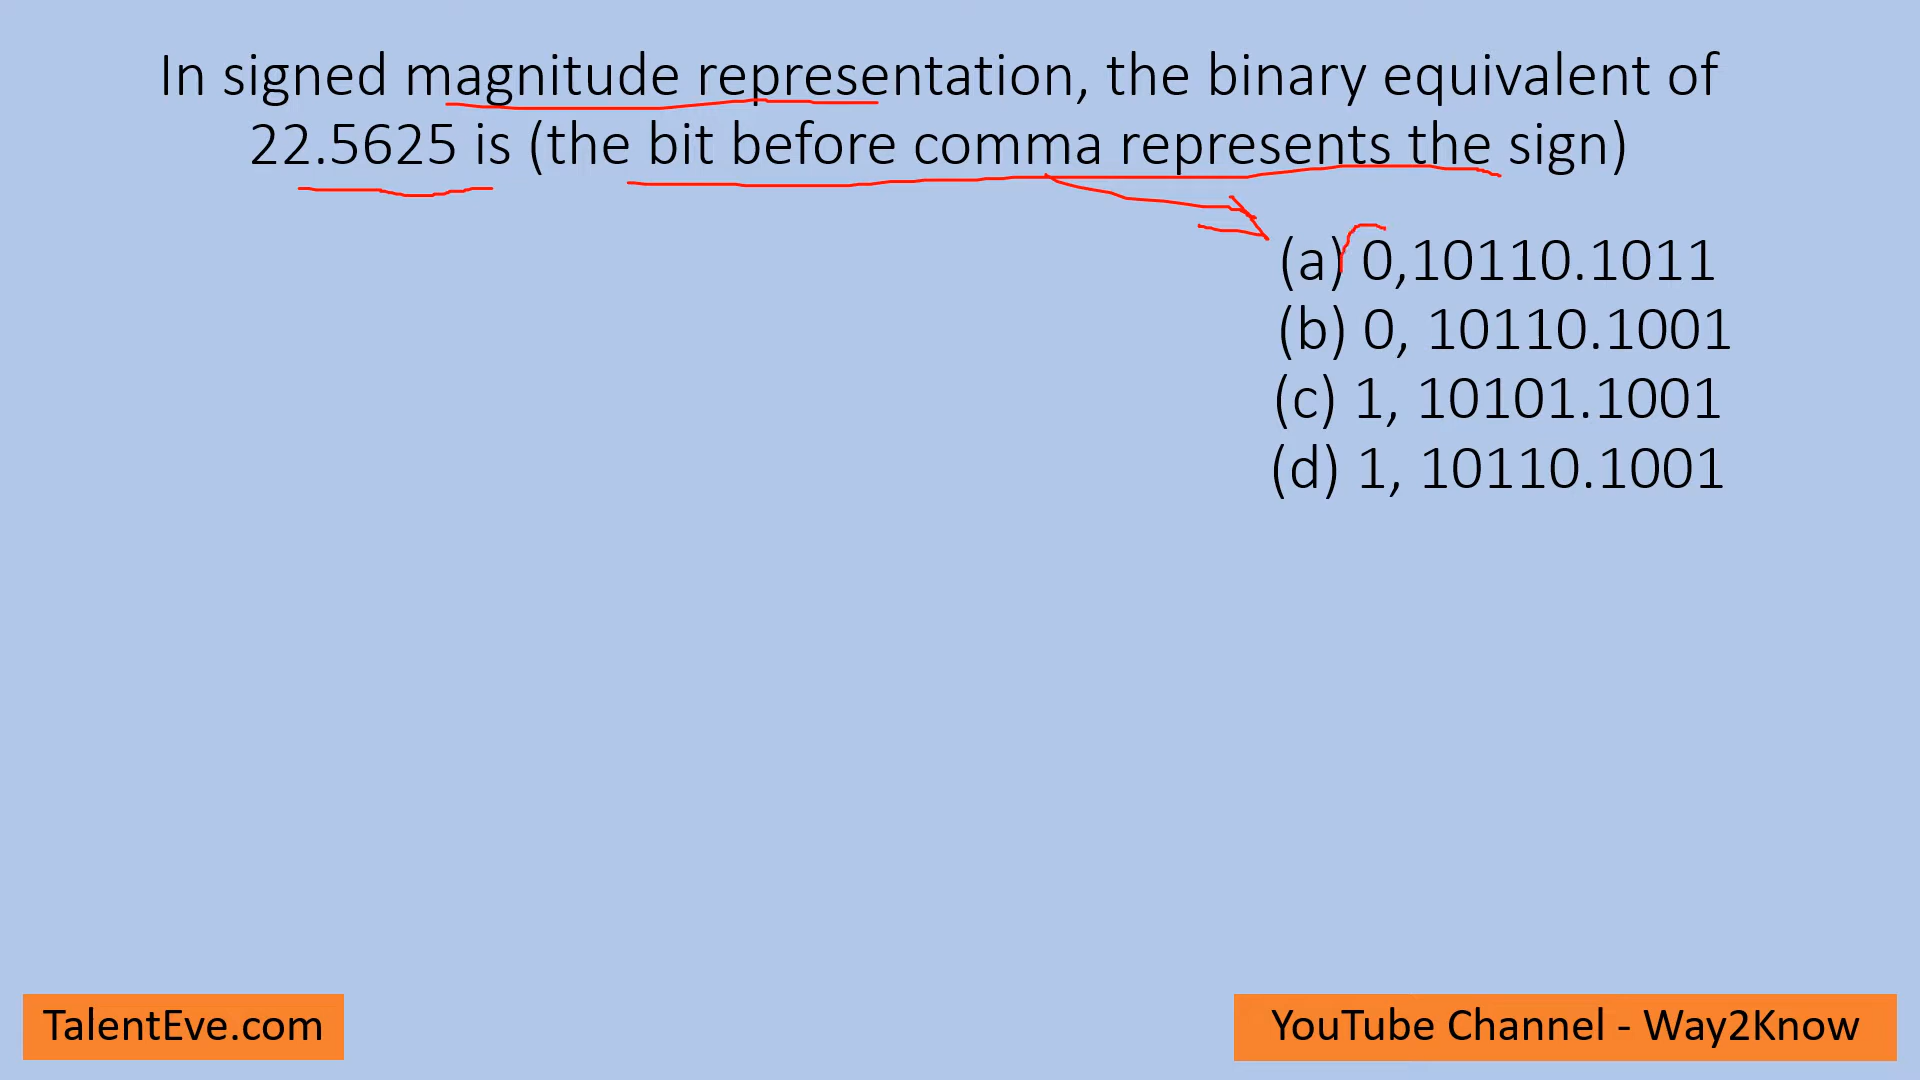 In signed magnitude representation, the binary equivalent of
22.5625 is (the bit before comma represents the sign)
(a) 0,10110.1011
(b) 0, 10110.1001
(c) 1, 10101.1001
(d) 1, 10110.1001
TalentEve.com
YouTube Channel - Way2Know